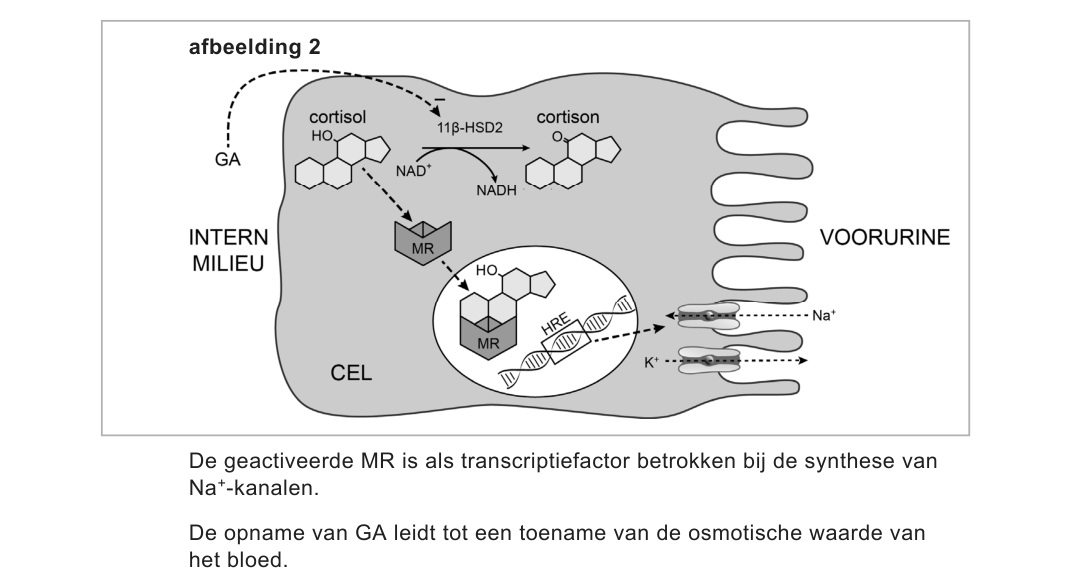 afbeelding 2
–
cortisol
11β-HSD2
cortison
HO
O
GA
NAD⁺
NADH
INTERN
MILIEU
MR
VOORURINE
HO
HRE
Na⁺
MR
K⁺
CEL
De geactiveerde MR is als transcriptiefactor betrokken bij de synthese van
Na⁺-kanalen.
De opname van GA leidt tot een toename van de osmotische waarde van
het bloed.